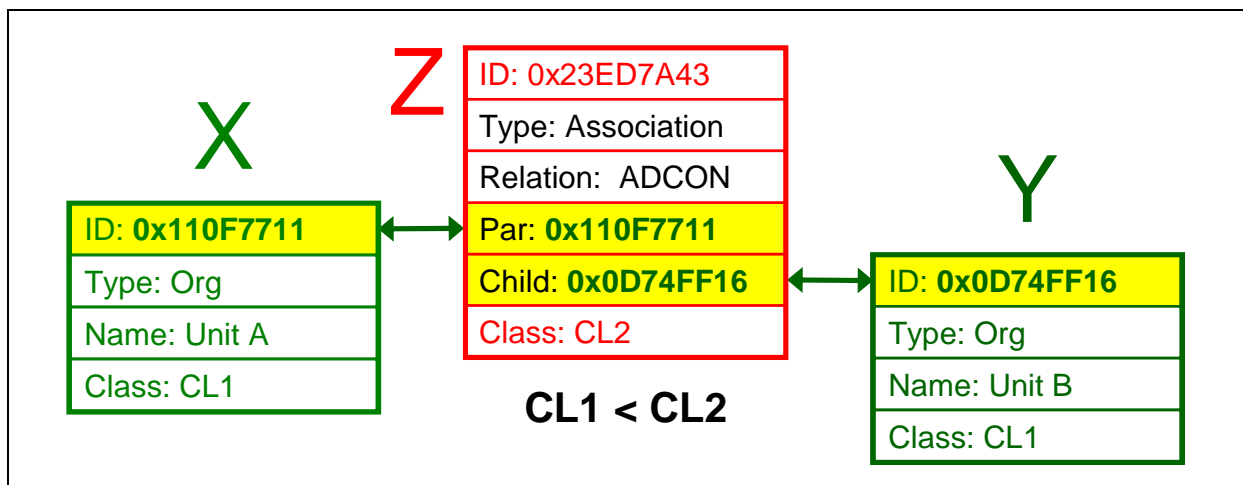 X
ID: 0x110F7711
Type: Org
Name: Unit A
Class: CL1
Z
ID: 0x23ED7A43
Type: Association
Relation: ADCON
Par: 0x110F7711
Child: 0x0D74FF16
Class: CL2
CL1 < CL2
Y
ID: 0x0D74FF16
Type: Org
Name: Unit B
Class: CL1